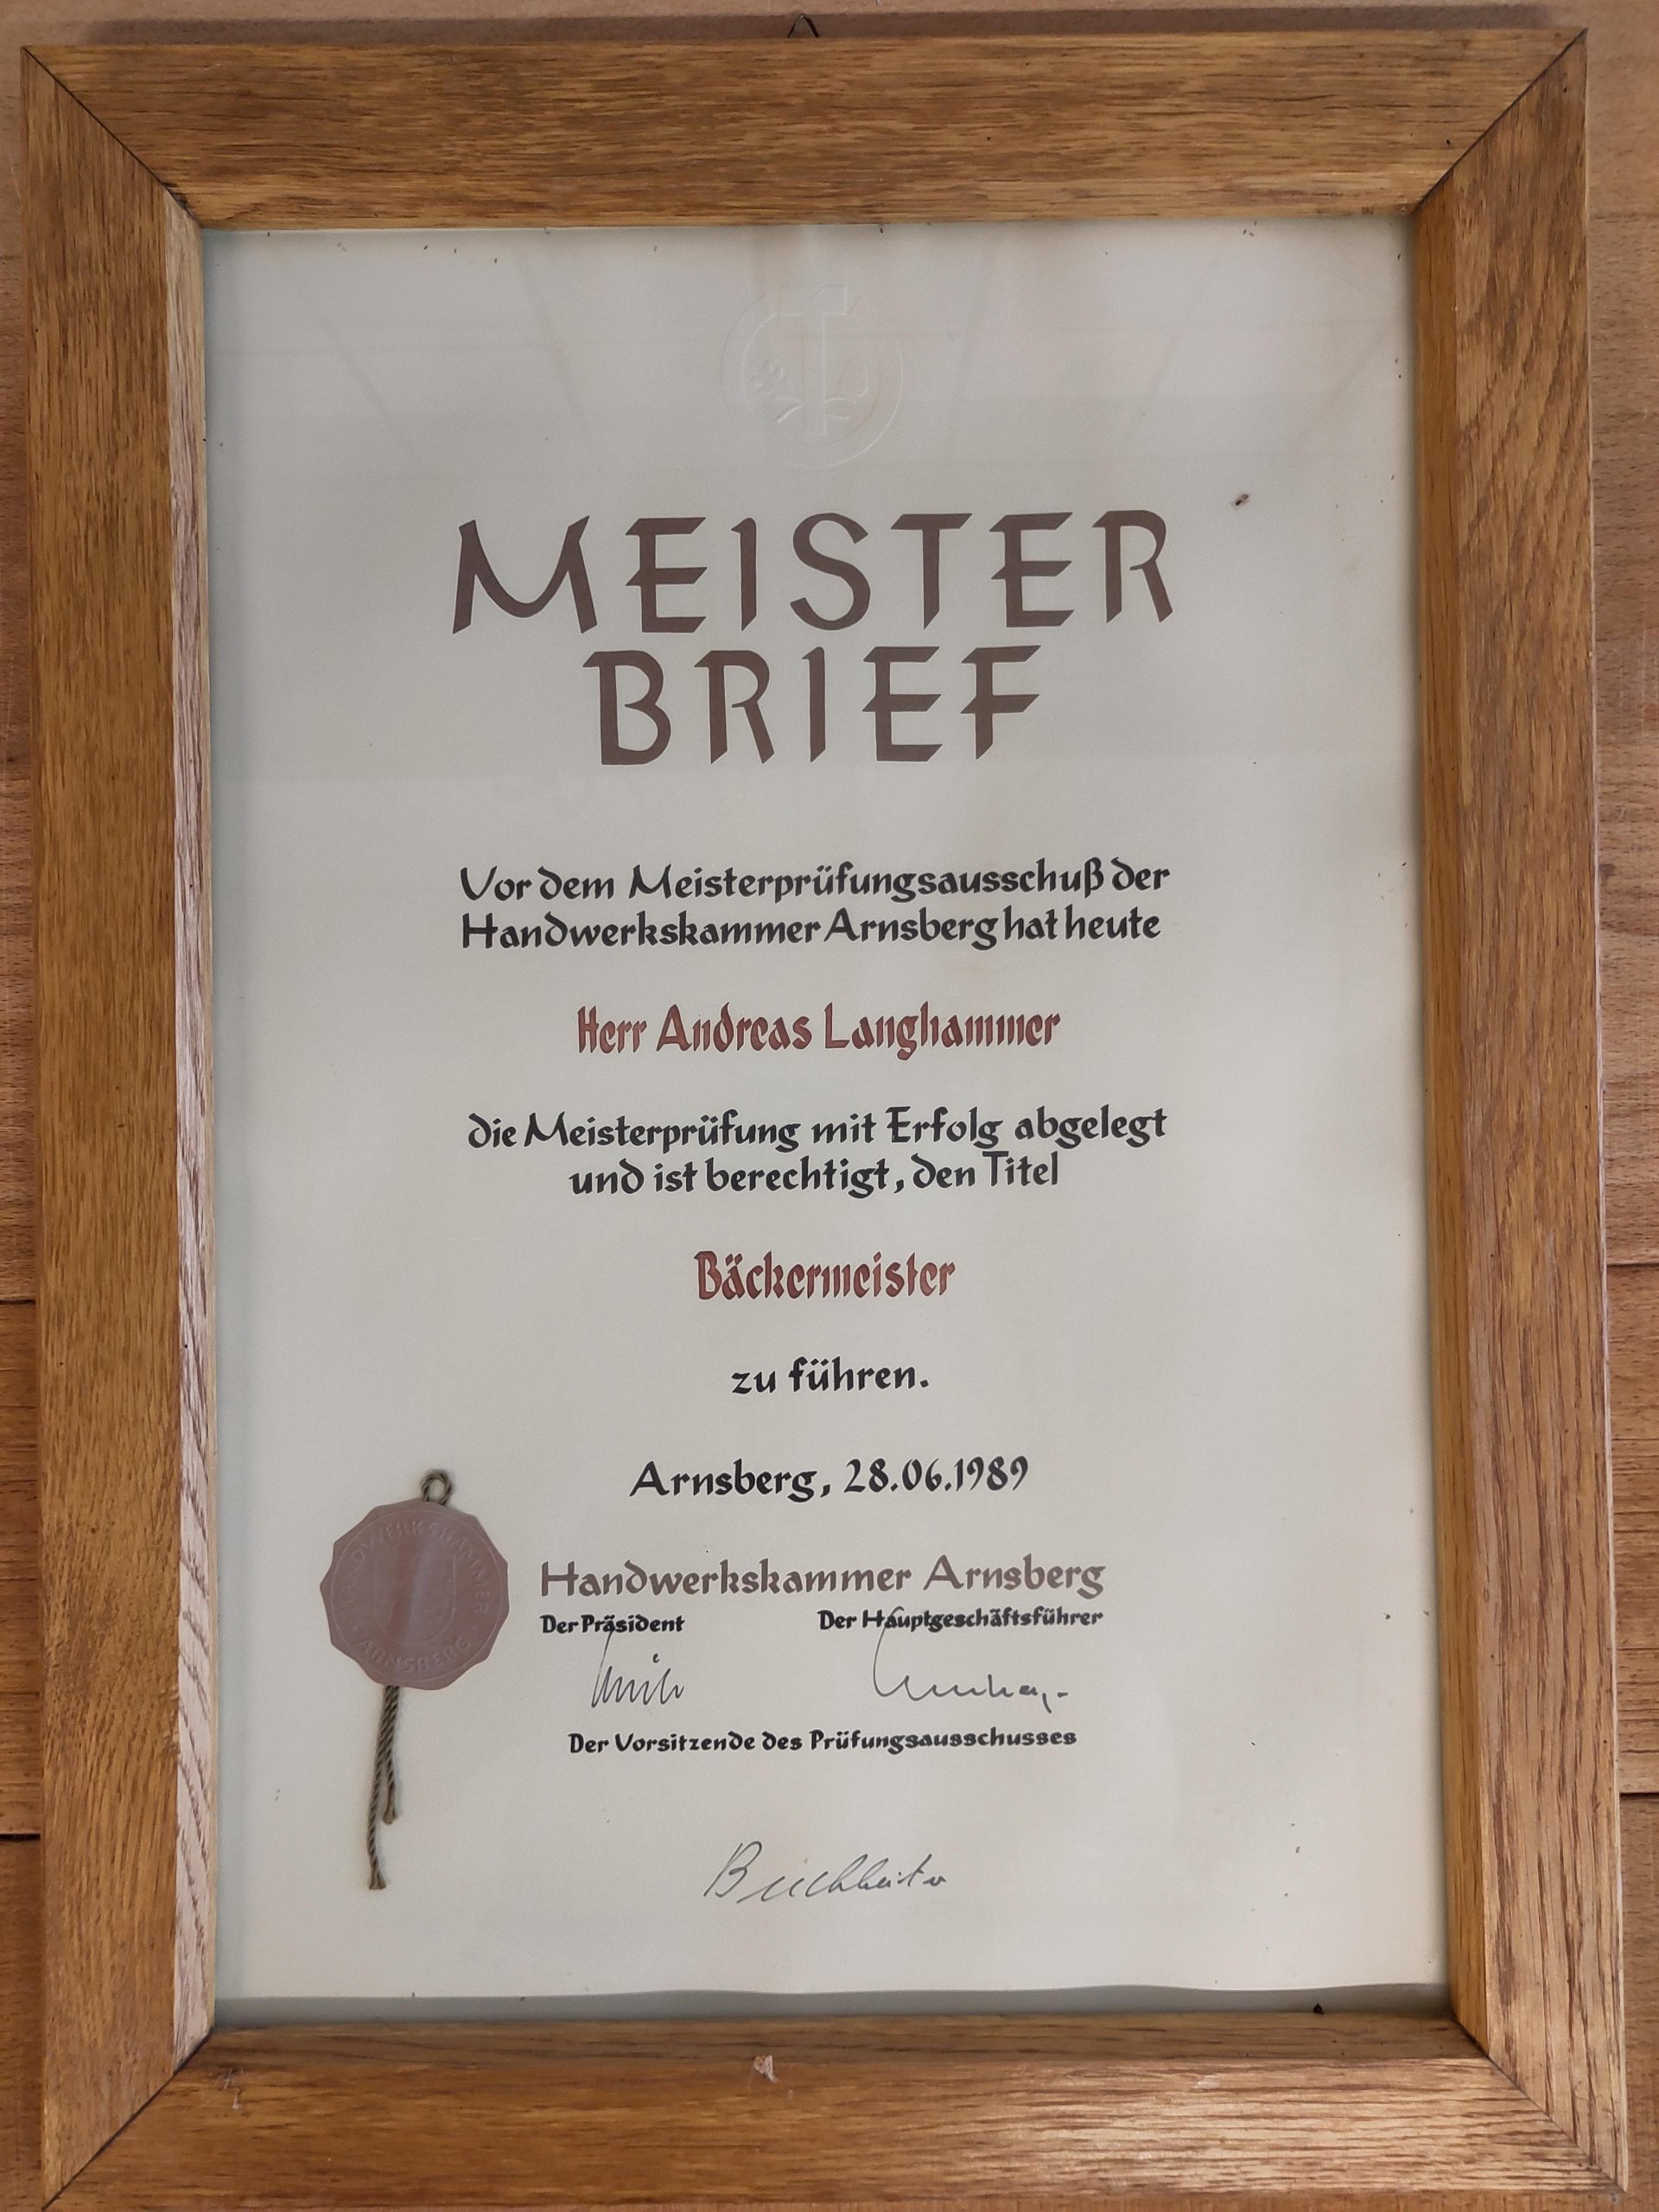 MEISTER
BRIEF
Vor dem Meisterprüfungsausschuß der
Handwerkskammer Arnsberg hat heute
Herr Andreas Langhammer
die Meisterprüfung mit Erfolg abgelegt
und ist berechtigt, den Titel
Bäckermeister
zu führen.
Arnsberg, 28.06.1989
HANDWERKSKAMMER
ARNSBERG
Handwerkskammer Arnsberg
Der Präsident Der Hauptgeschäftsführer
Der Vorsitzende des Prüfungsausschusses